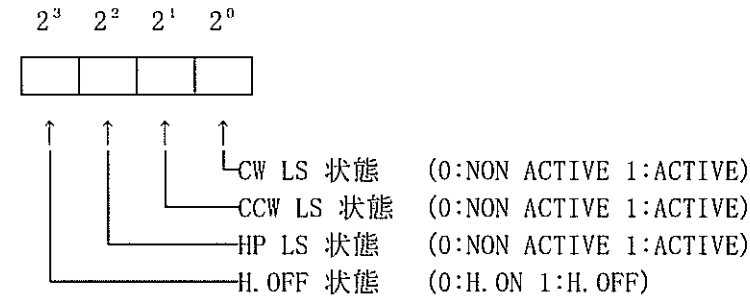 2³ 2² 2¹ 2⁰
CW LS 状態 (0:NON ACTIVE 1:ACTIVE)
CCW LS 状態 (0:NON ACTIVE 1:ACTIVE)
HP LS 状態 (0:NON ACTIVE 1:ACTIVE)
H.OFF 状態 (0:H.ON 1:H.OFF)